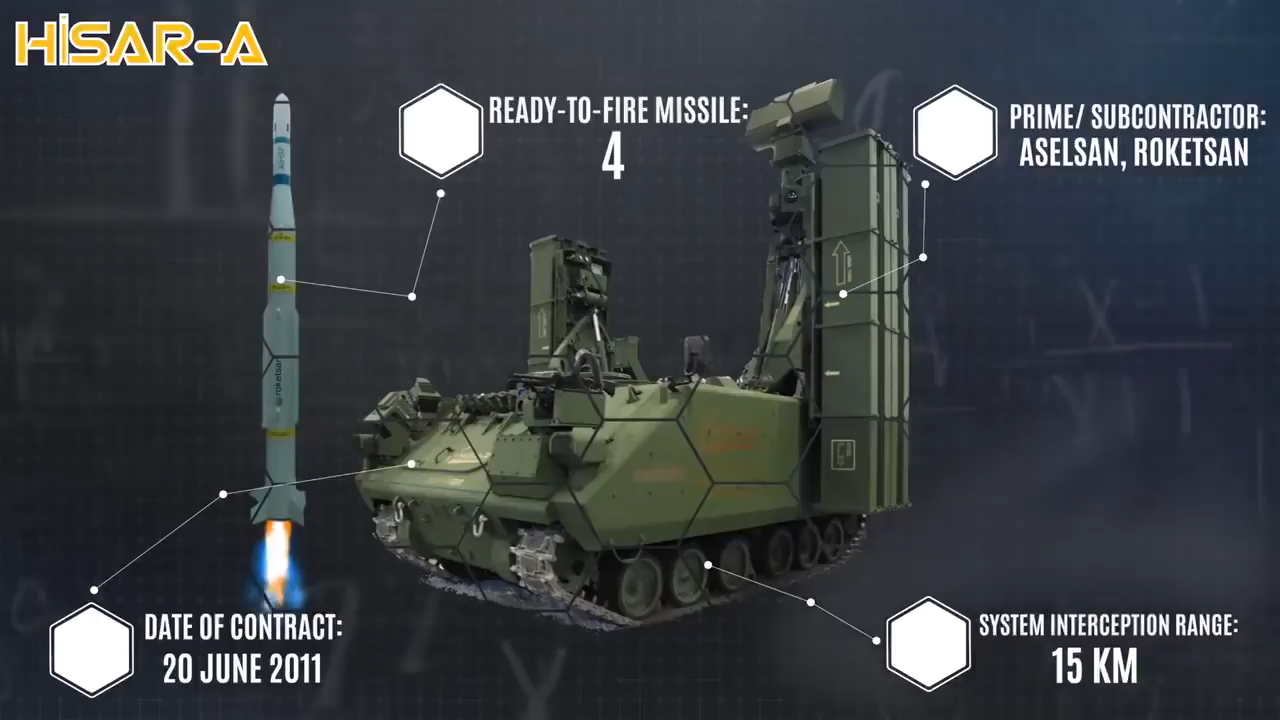 HİSAR-A
READY-TO-FIRE MISSILE:
4
PRIME/ SUBCONTRACTOR:
ASELSAN, ROKETSAN
roketsan
DATE OF CONTRACT:
20 JUNE 2011
SYSTEM INTERCEPTION RANGE:
15 KM